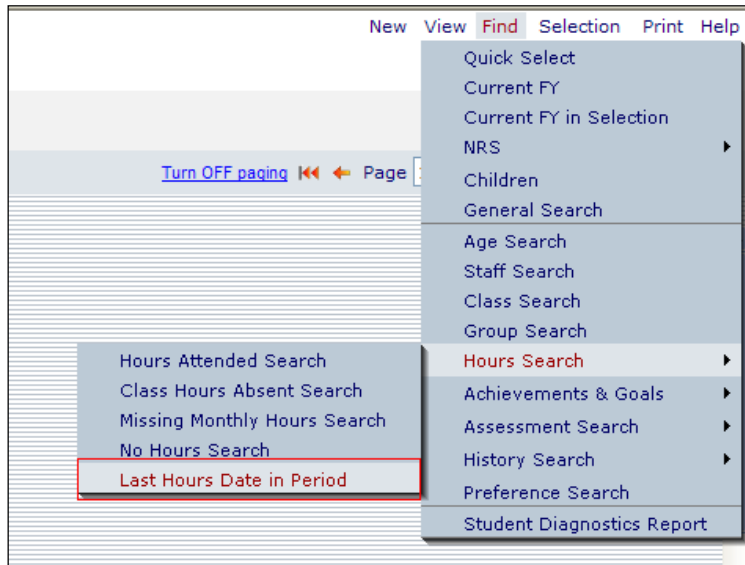 New View Find Selection Print Help
Quick Select
Current FY
Current FY in Selection
NRS
Turn OFF paging Page
Children
General Search
Age Search
Staff Search
Class Search
Group Search
Hours Search
Achievements & Goals
Assessment Search
History Search
Preference Search
Student Diagnostics Report
Hours Attended Search
Class Hours Absent Search
Missing Monthly Hours Search
No Hours Search
Last Hours Date in Period